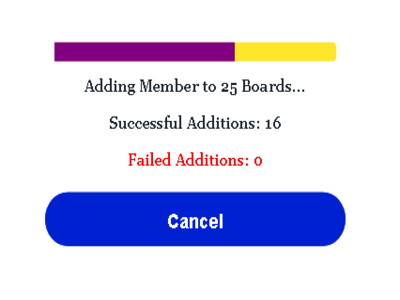 Adding Member to 25 Boards...
Successful Additions: 16
Failed Additions: 0
Cancel